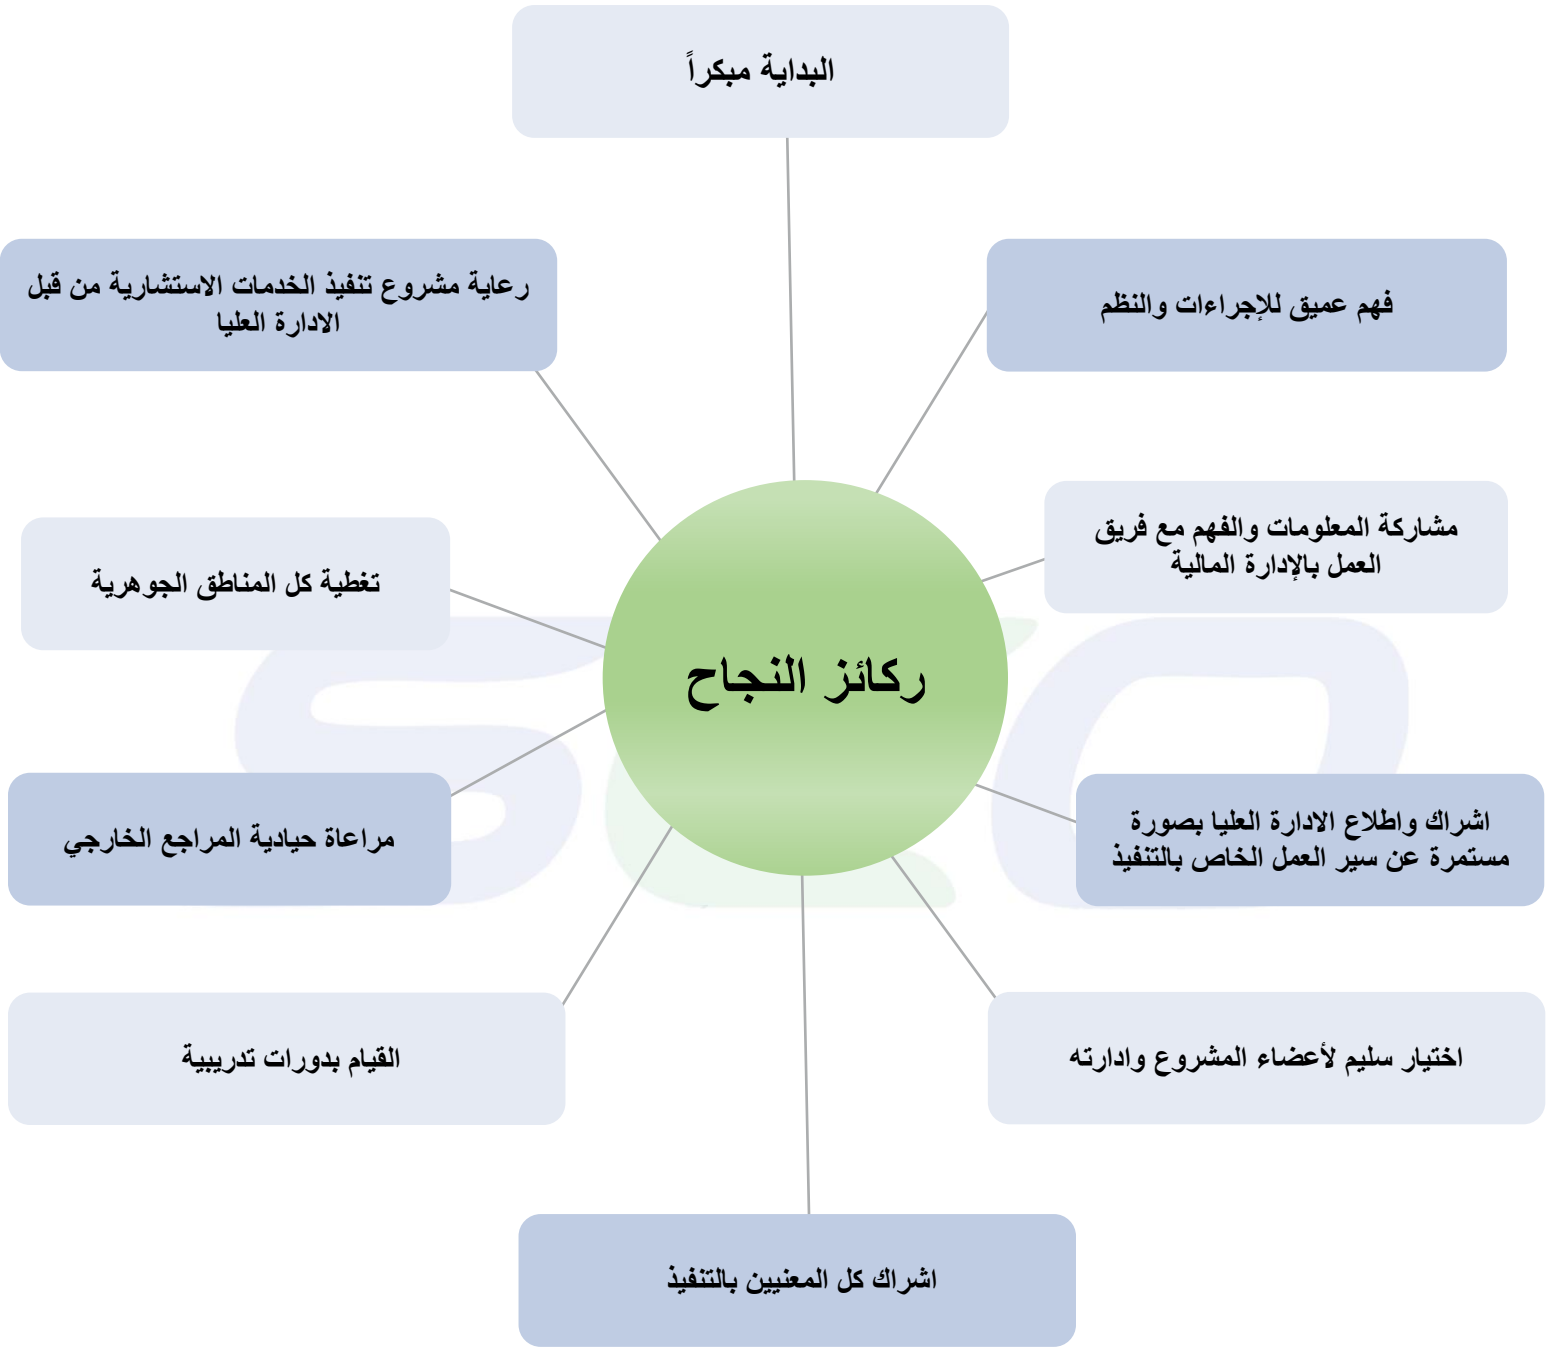 البداية مبكراً
فهم عميق للإجراءات والنظم
رعاية مشروع تنفيذ الخدمات الاستشارية من قبل
الادارة العليا
مشاركة المعلومات والفهم مع فريق
العمل بالإدارة المالية
تغطية كل المناطق الجوهرية
ركائز النجاح
اشراك واطلاع الادارة العليا بصورة
مستمرة عن سير العمل الخاص بالتنفيذ
مراعاة حيادية المراجع الخارجي
اختيار سليم لأعضاء المشروع وادارته
القيام بدورات تدريبية
اشراك كل المعنيين بالتنفيذ